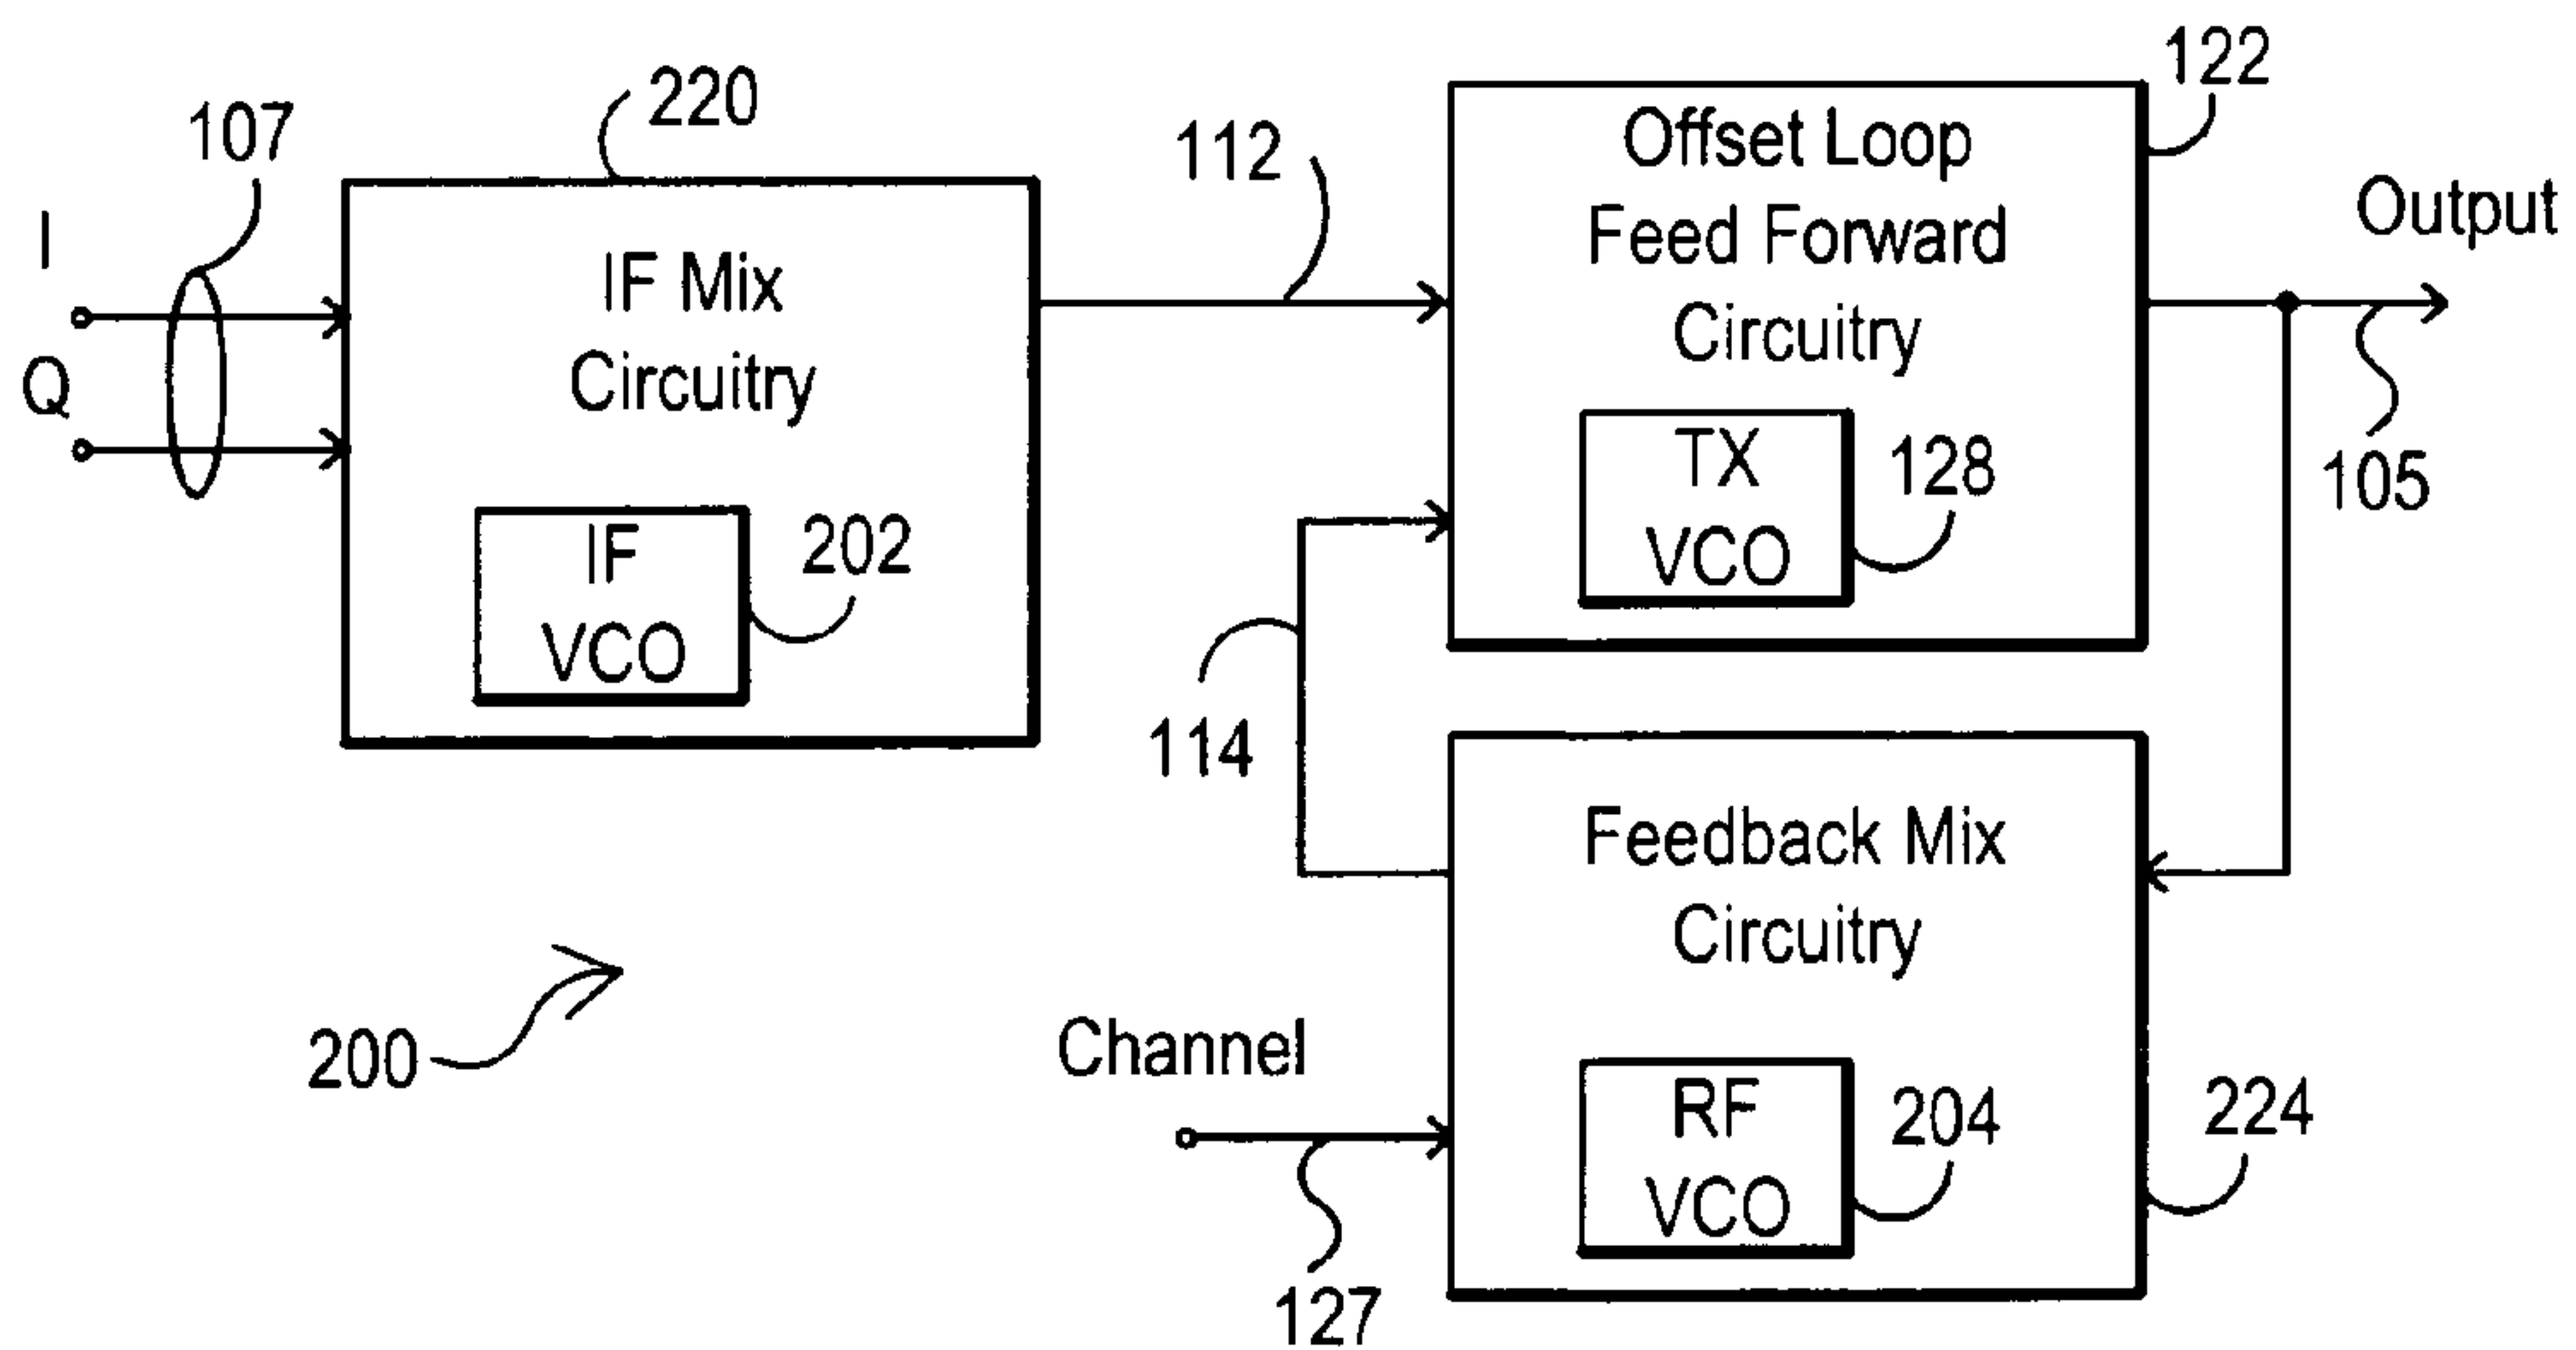 122
220
107
112
Offset Loop
Feed Forward
Circuitry
Output
I
Q
IF Mix
Circuitry
TX
VCO
128
105
IF
VCO
202
114
Feedback Mix
Circuitry
200
Channel
RF
VCO
204
224
127